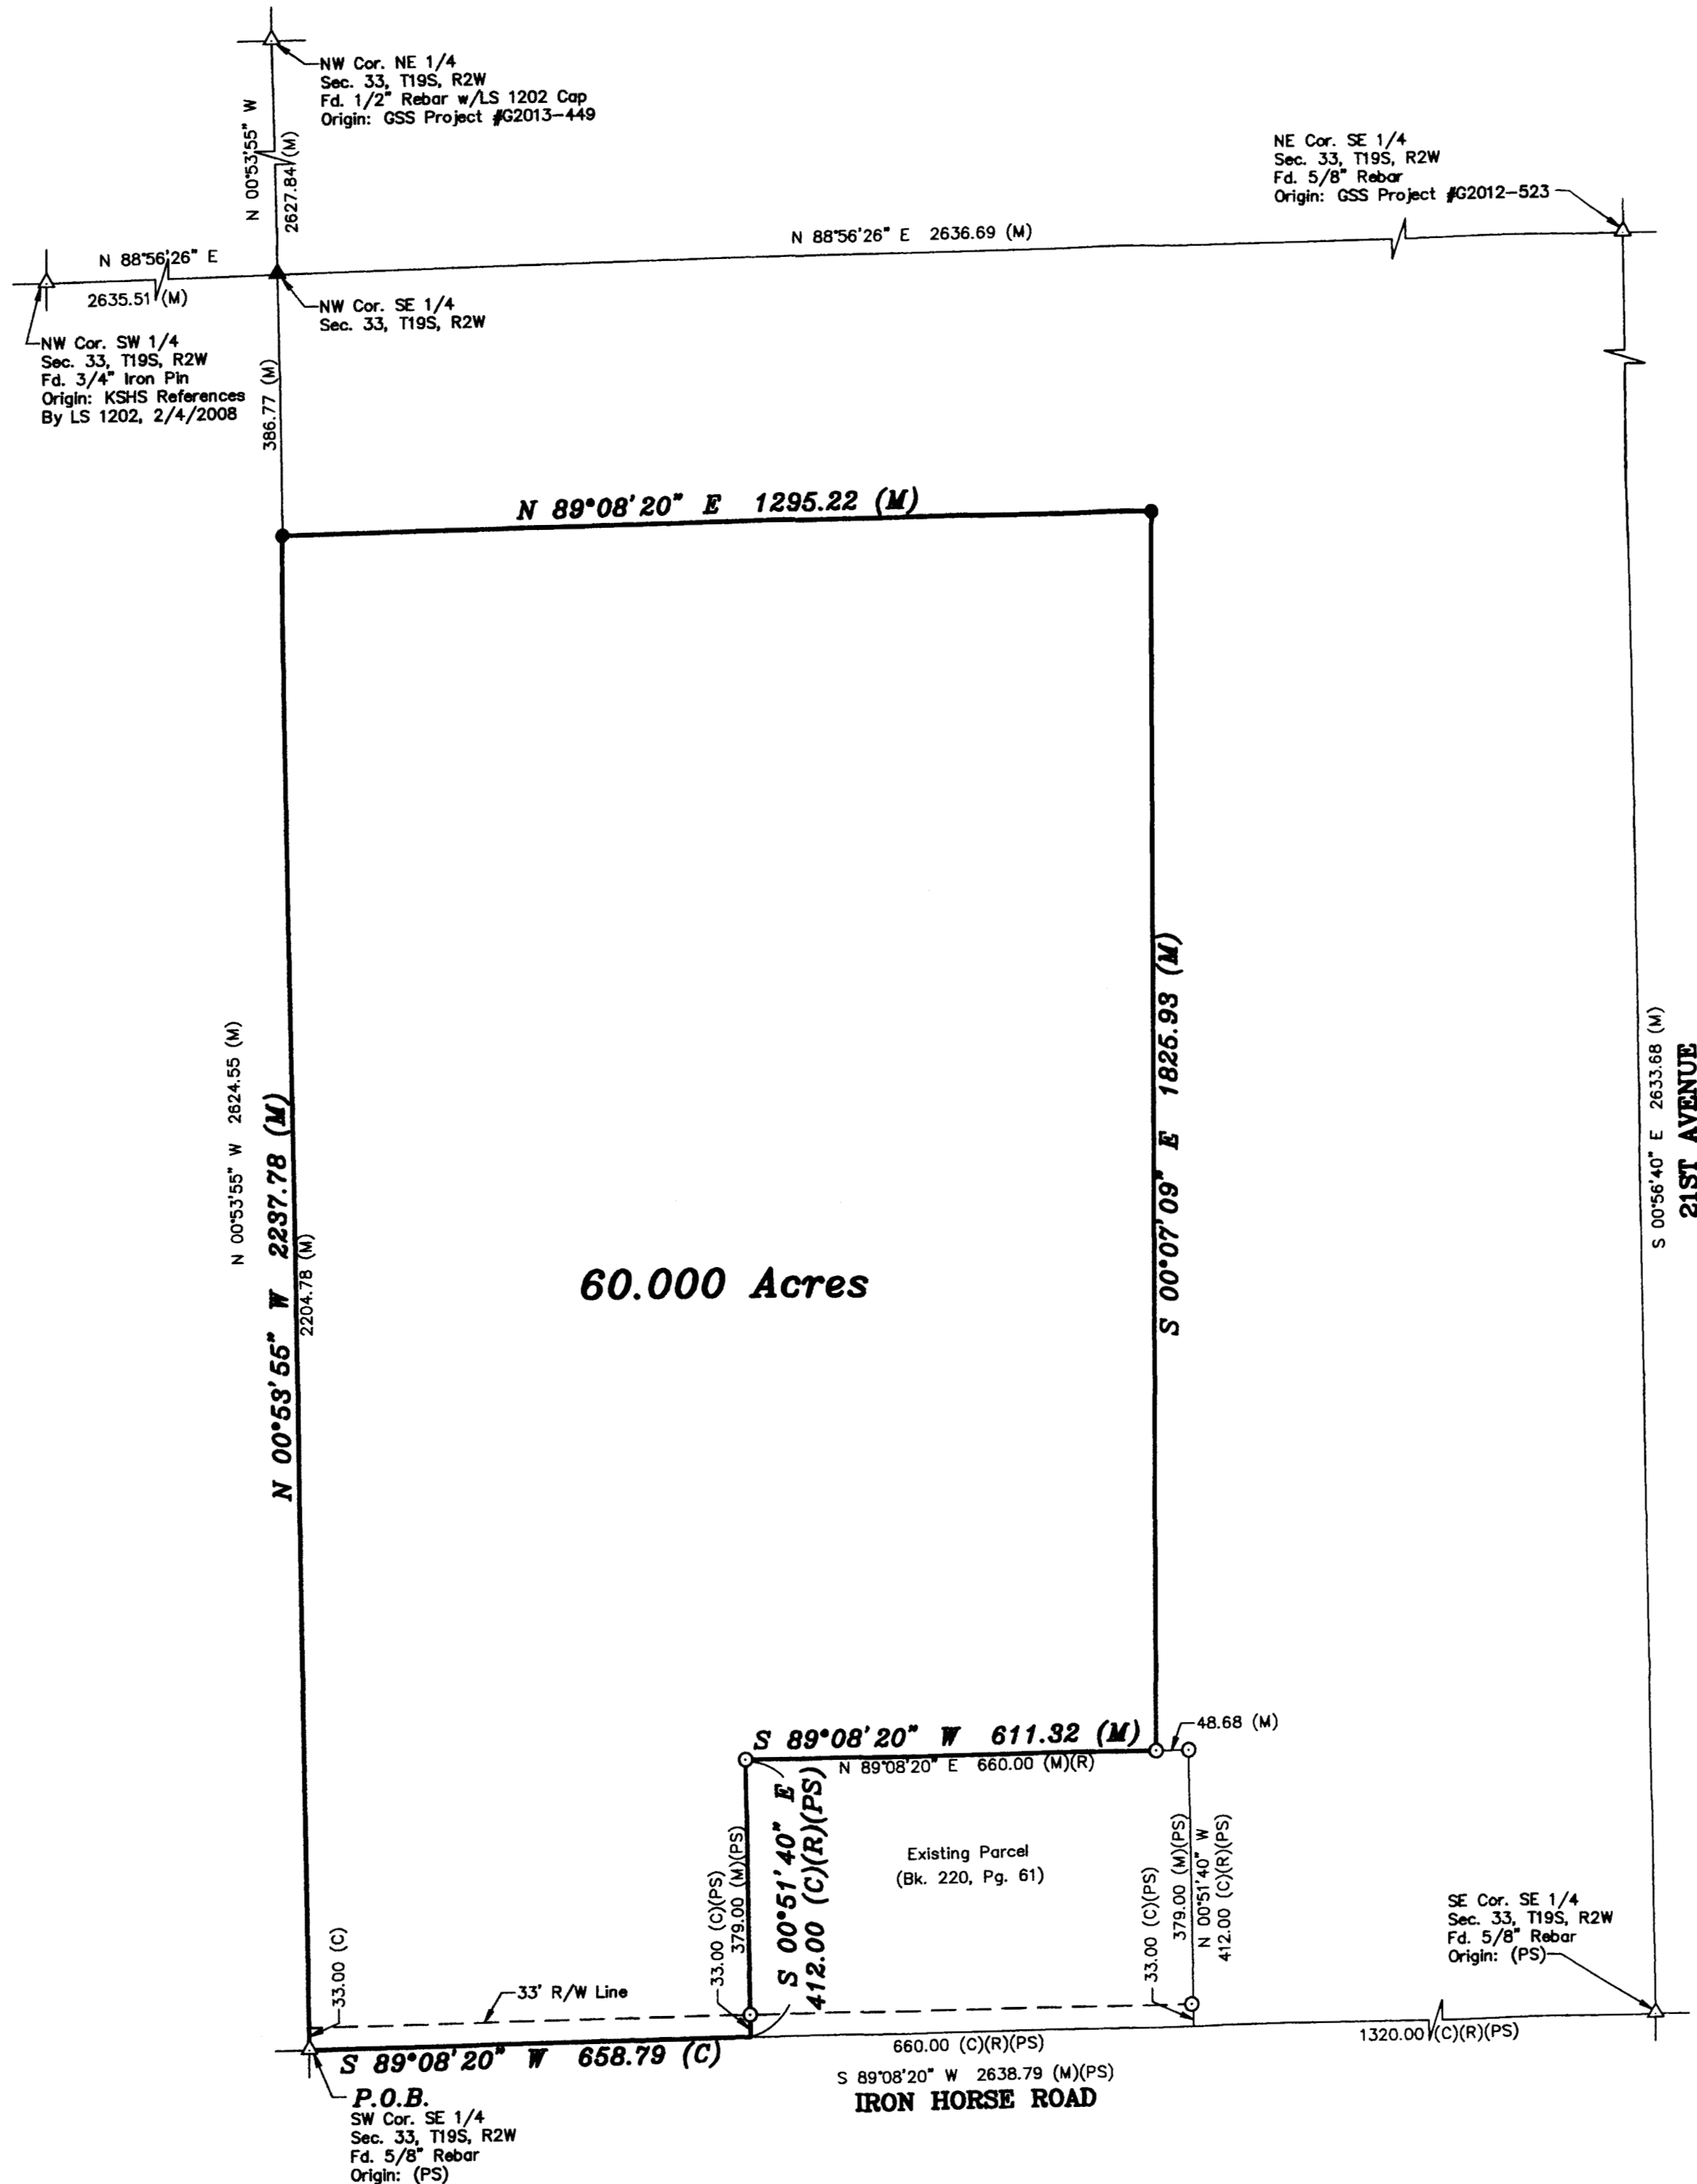 NW Cor. NE 1/4
Sec. 33, T19S, R2W
Fd. 1/2" Rebar w/LS 1202 Cap
Origin: GSS Project #G2013-449
N 00°53'55" W
2627.84 (M)
NE Cor. SE 1/4
Sec. 33, T19S, R2W
Fd. 5/8" Rebar
Origin: GSS Project #G2012-523
N 88°56'26" E 2636.69 (M)
N 88°56'26" E
2635.51 (M)
NW Cor. SE 1/4
Sec. 33, T19S, R2W
NW Cor. SW 1/4
Sec. 33, T19S, R2W
Fd. 3/4" Iron Pin
Origin: KSHS References
By LS 1202, 2/4/2008
386.77 (M)
N 89°08'20" E 1295.22 (M)
N 00°53'55" W 2624.55 (M)
N 00°53'55" W 2237.78 (M)
2204.78 (M)
S 00°07'09" E 1825.93 (M)
S 00°56'40" E 2633.68 (M)
21ST AVENUE
60.000 Acres
S 89°08'20" W 611.32 (M)
48.68 (M)
N 89°08'20" E 660.00 (M)(R)
33.00 (C)(PS)
379.00 (M)(PS)
S 00°51'40" E
412.00 (C)(R)(PS)
Existing Parcel
(Bk. 220, Pg. 61)
33.00 (C)(PS)
379.00 (M)(PS)
N 00°51'40" W
412.00 (C)(R)(PS)
SE Cor. SE 1/4
Sec. 33, T19S, R2W
Fd. 5/8" Rebar
Origin: (PS)
33.00 (C)
33' R/W Line
S 89°08'20" W 658.79 (C)
660.00 (C)(R)(PS)
1320.00 (C)(R)(PS)
S 89°08'20" W 2638.79 (M)(PS)
IRON HORSE ROAD
P.O.B.
SW Cor. SE 1/4
Sec. 33, T19S, R2W
Fd. 5/8" Rebar
Origin: (PS)